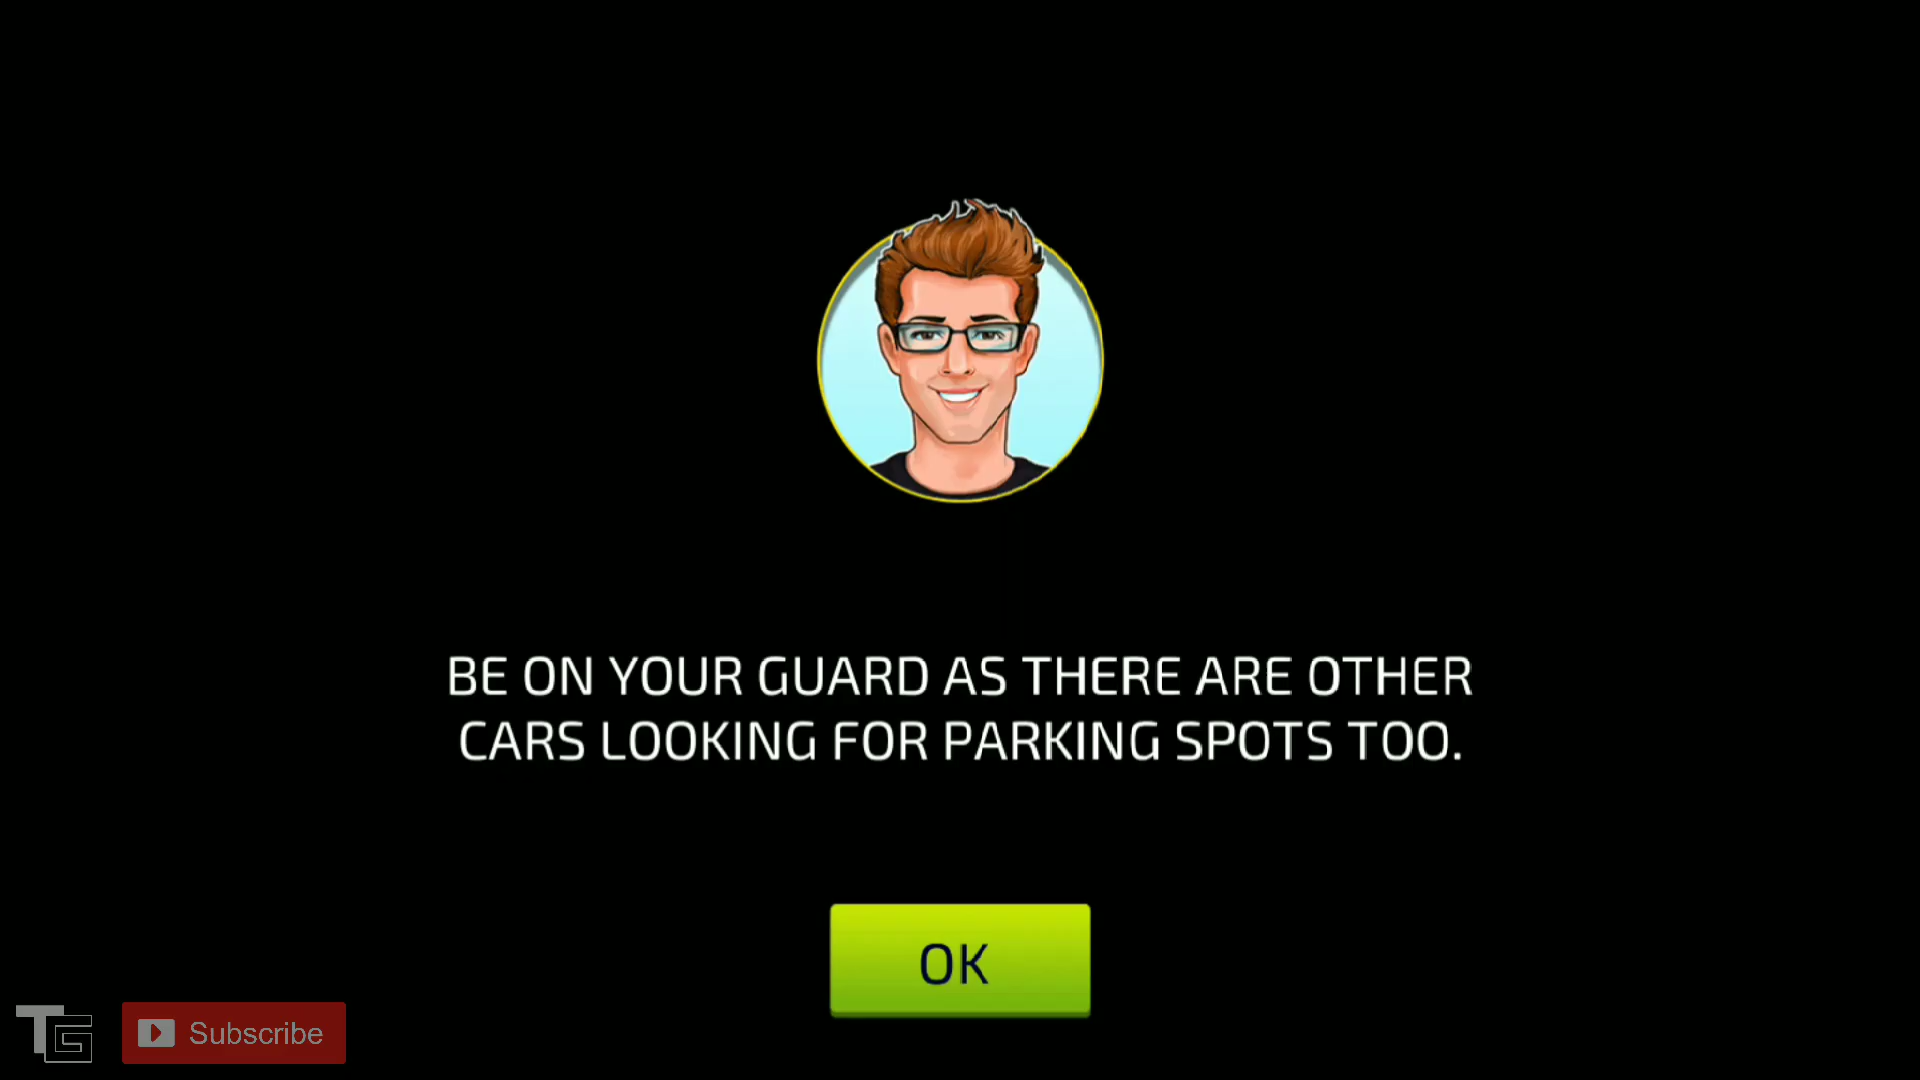 BE ON YOUR GUARD AS THERE ARE OTHER
CARS LOOKING FOR PARKING SPOTS TOO.
OK
TG
Subscribe